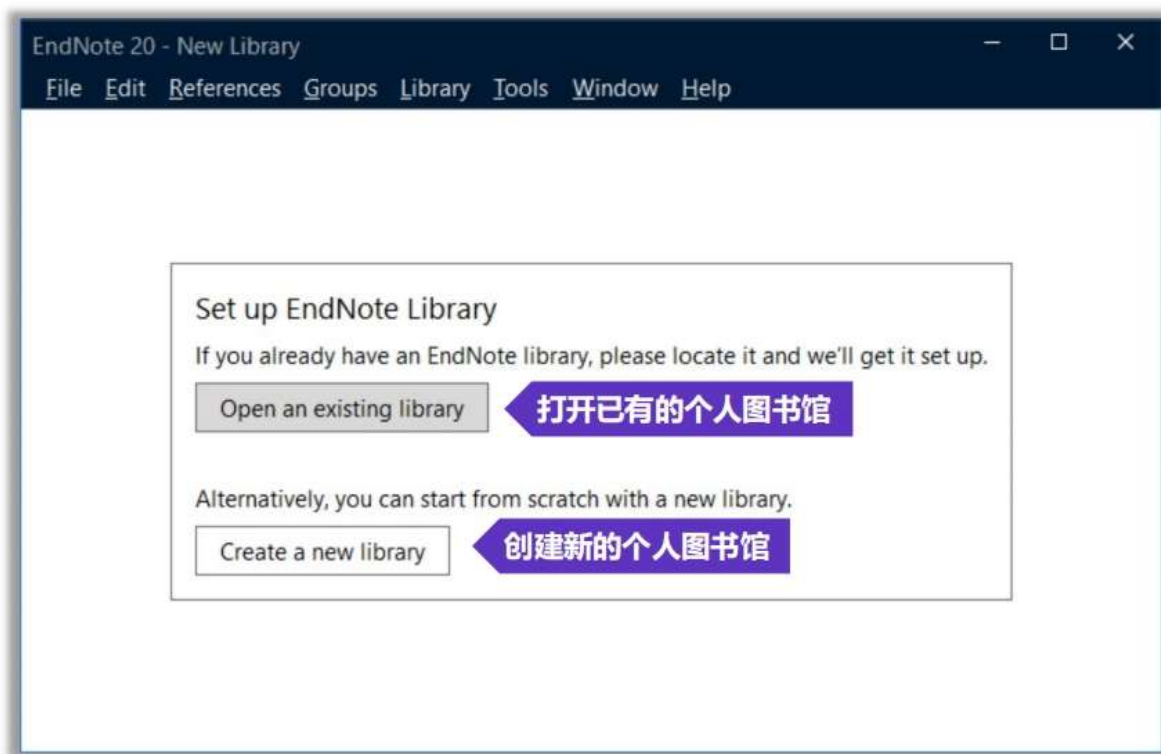 EndNote 20 - New Library
File Edit References Groups Library Tools Window Help
Set up EndNote Library
If you already have an EndNote library, please locate it and we'll get it set up.
Open an existing library
打开已有的个人图书馆
Alternatively, you can start from scratch with a new library.
Create a new library
创建新的个人图书馆